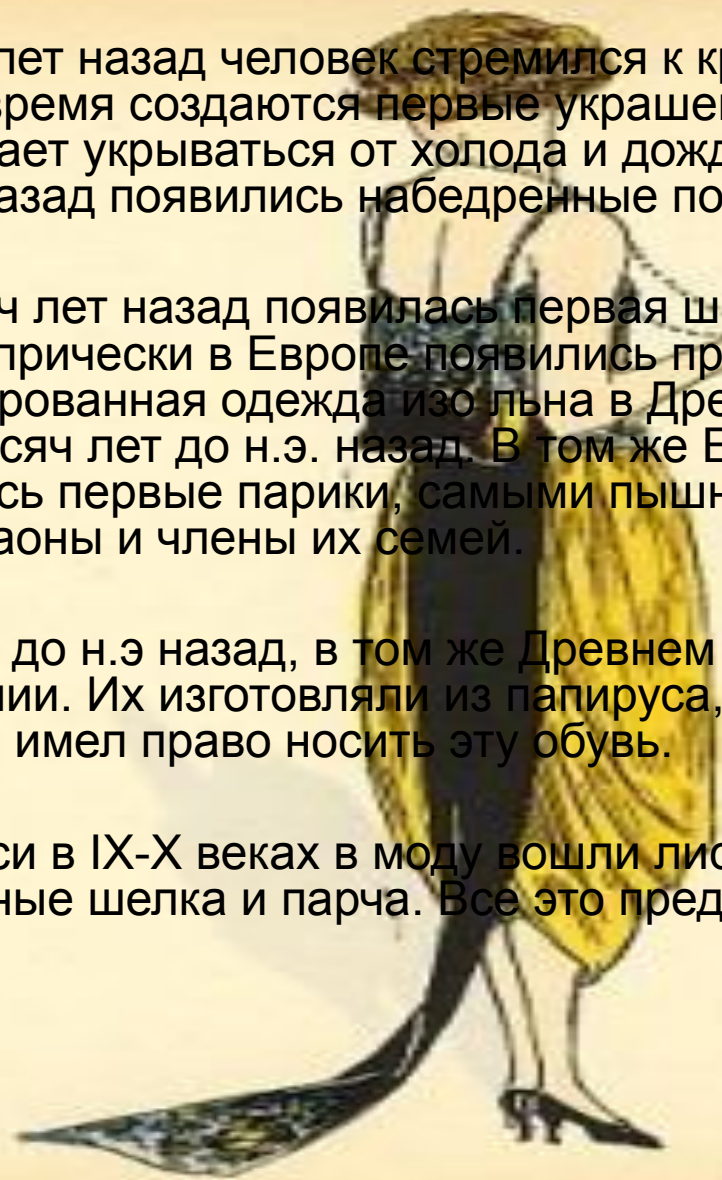 лет назад человек стремился к кр
время создаются первые украше
ает укрываться от холода и дожд
азад появились набедренные по
ч лет назад появилась первая ш
прически в Европе появились пр
рованная одежда изо льна в Дре
сяч лет до н.э. назад. В том же Е
сь первые парики, самыми пышн
аоны и члены их семей.
до н.э назад, в том же Древнем
нии. Их изготовляли из папируса,
имел право носить эту обувь.
си в IX-X веках в моду вошли лис
ные шелка и парча. Все это пред